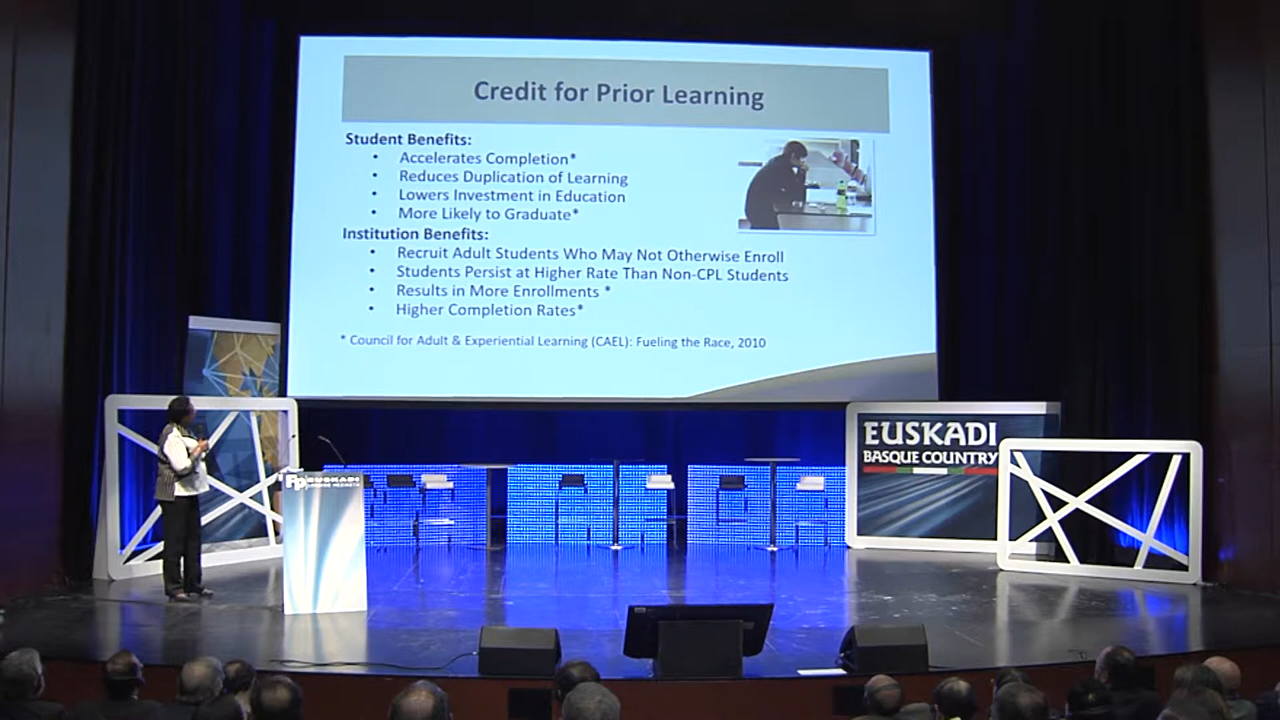 Credit for Prior Learning
Student Benefits:
• Accelerates Completion*
• Reduces Duplication of Learning
• Lowers Investment in Education
• More Likely to Graduate*
Institution Benefits:
• Recruit Adult Students Who May Not Otherwise Enroll
• Students Persist at Higher Rate Than Non-CPL Students
• Results in More Enrollments *
• Higher Completion Rates*
* Council for Adult & Experiential Learning (CAEL): Fueling the Race, 2010
EUSKADI
BASQUE COUNTRY
FP EUSKADI